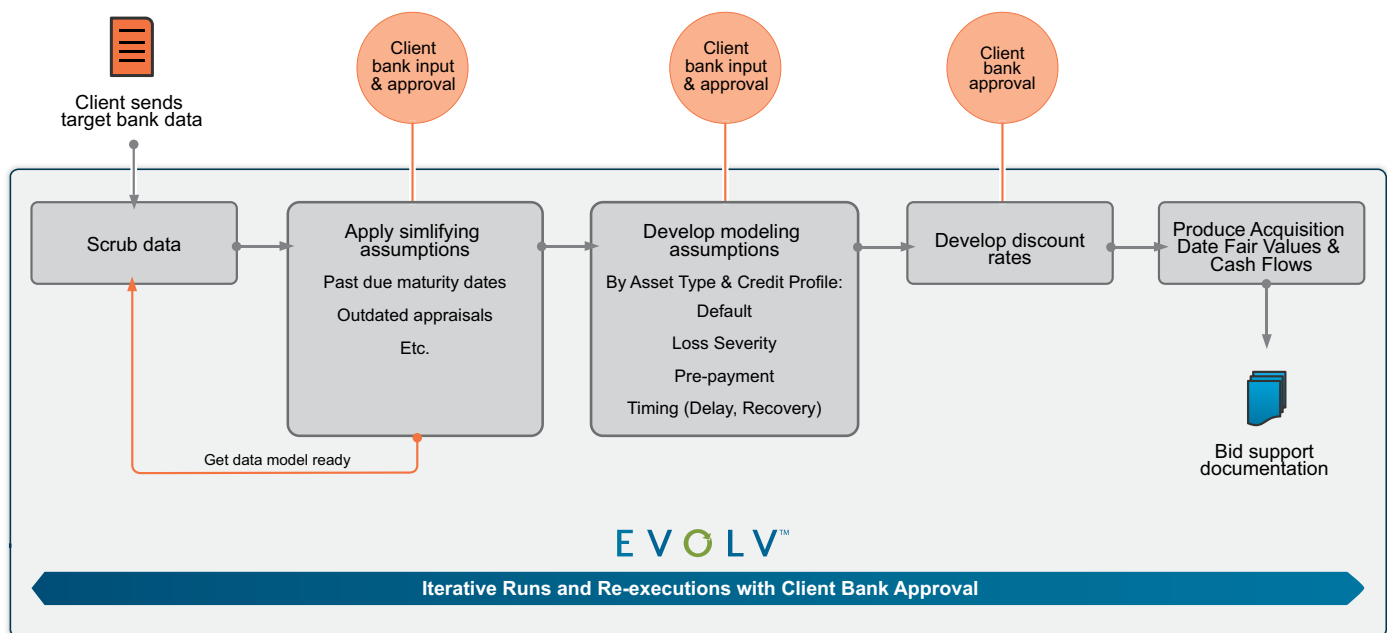 Client sends
target bank data
Client
bank input
& approval
Client
bank input
& approval
Client
bank
approval
Scrub data
Apply simlifying
assumptions
Past due maturity dates
Outdated appraisals
Etc.
Develop modeling
assumptions
By Asset Type & Credit Profile:
Default
Loss Severity
Pre-payment
Timing (Delay, Recovery)
Develop discount
rates
Produce Acquisition
Date Fair Values &
Cash Flows
Get data model ready
Bid support
documentation
EVOLV™
Iterative Runs and Re-executions with Client Bank Approval